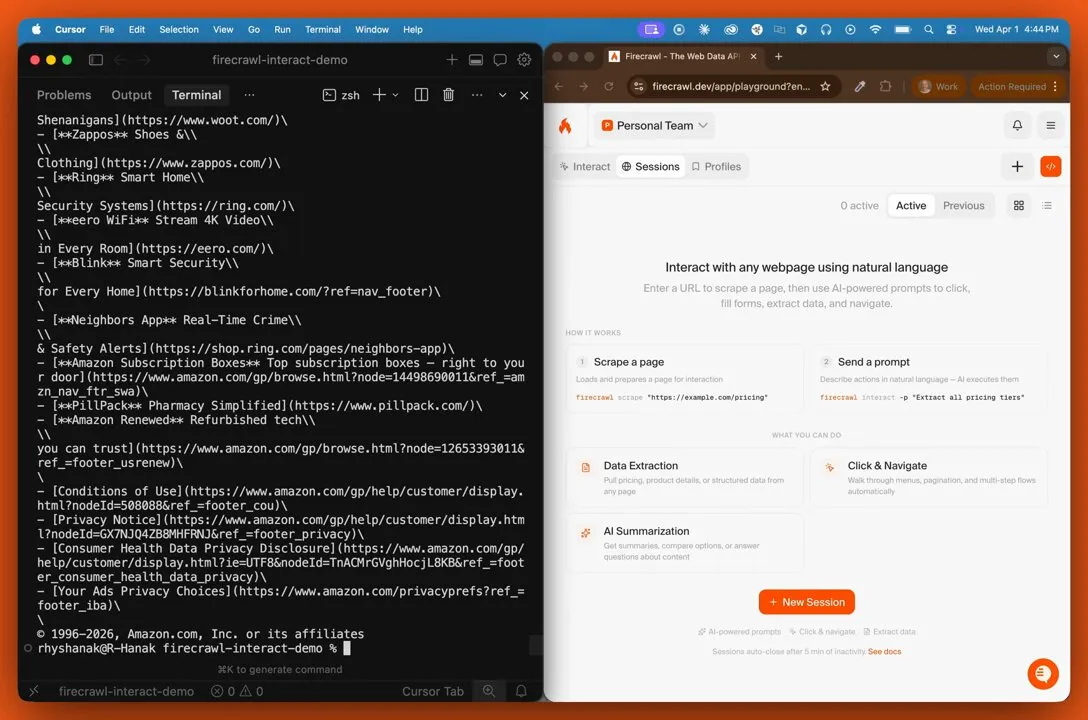 Cursor File Edit Selection View Go Run Terminal Window Help
Wed Apr 1 4:44 PM
firecrawl-interact-demo
Problems Output Terminal ... zsh
Shenanigans](https://www.woot.com/)\
– [**Zappos** Shoes &\\
\\
Clothing](https://www.zappos.com/)\
– [**Ring** Smart Home\\
\\
Security Systems](https://ring.com/)\
– [**eero WiFi** Stream 4K Video\\
\\
in Every Room](https://eero.com/)\
– [**Blink** Smart Security\\
\\
for Every Home](https://blinkforhome.com/?ref=nav_footer)\
\
– [**Neighbors App** Real-Time Crime\\
\\
& Safety Alerts](https://shop.ring.com/pages/neighbors-app)\
– [**Amazon Subscription Boxes** Top subscription boxes – right to you
r door](https://www.amazon.com/gp/browse.html?node=14498690011&ref_=am
zn_nav_ftr_swa)\
– [**PillPack** Pharmacy Simplified](https://www.pillpack.com/)\
– [**Amazon Renewed** Refurbished tech\\
\\
you can trust](https://www.amazon.com/gp/browse.html?node=12653393011&
ref_=footer_usrenew)\
\
– [Conditions of Use](https://www.amazon.com/gp/help/customer/display.
html?nodeId=508088&ref_=footer_cou)\
– [Privacy Notice](https://www.amazon.com/gp/help/customer/display.htm
l?nodeId=GX7NJQ4ZB8MHFRNJ&ref_=footer_privacy)\
– [Consumer Health Data Privacy Disclosure](https://www.amazon.com/gp/
help/customer/display.html?ie=UTF8&nodeId=TnACMrGVghHocjL8KB&ref_=foot
er_consumer_health_data_privacy)\
– [Your Ads Privacy Choices](https://www.amazon.com/privacyprefs?ref_=
footer_iba)\
\
© 1996-2026, Amazon.com, Inc. or its affiliates
rhyshanak@R-Hanak firecrawl-interact-demo %
⌘K to generate command
firecrawl-interact-demo 0 0 Cursor Tab
Firecrawl - The Web Data API
firecrawl.dev/app/playground?en... Work Action Required
P Personal Team
Interact Sessions Profiles
0 active Active Previous
Interact with any webpage using natural language
Enter a URL to scrape a page, then use AI-powered prompts to click,
fill forms, extract data, and navigate.
HOW IT WORKS
1 Scrape a page
Loads and prepares a page for interaction
firecrawl scrape "https://example.com/pricing"
2 Send a prompt
Describe actions in natural language — AI executes them
firecrawl interact -p "Extract all pricing tiers"
WHAT YOU CAN DO
Data Extraction
Pull pricing, product details, or structured data from
any page
Click & Navigate
Walk through menus, pagination, and multi-step flows
automatically
AI Summarization
Get summaries, compare options, or answer
questions about content
+ New Session
AI-powered prompts Click & navigate Extract data
Sessions auto-close after 5 min of inactivity. See docs